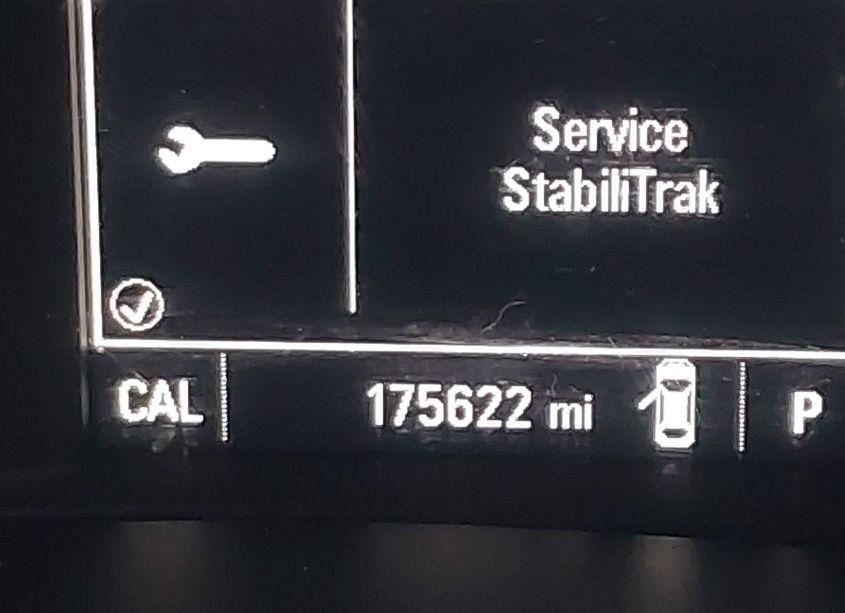 Service
StabiliTrak
CAL 175622 mi P